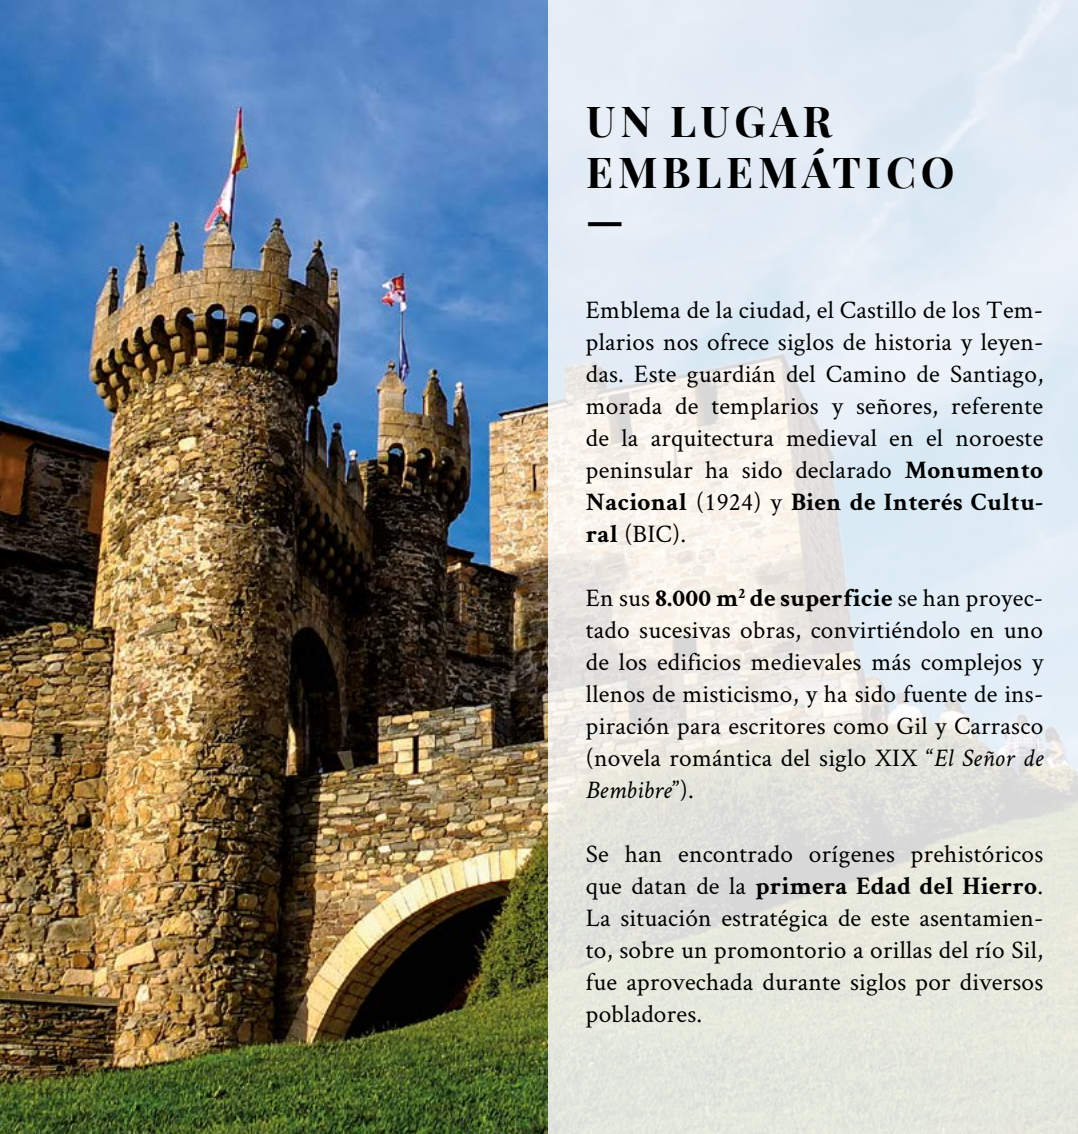 UN LUGAR
EMBLEMÁTICO
Emblema de la ciudad, el Castillo de los Tem-
plarios nos ofrece siglos de historia y leyen-
das. Este guardián del Camino de Santiago,
morada de templarios y señores, referente
de la arquitectura medieval en el noroeste
peninsular ha sido declarado Monumento
Nacional (1924) y Bien de Interés Cultu-
ral (BIC).
En sus 8.000 m² de superficie se han proyec-
tado sucesivas obras, convirtiéndolo en uno
de los edificios medievales más complejos y
llenos de misticismo, y ha sido fuente de ins-
piración para escritores como Gil y Carrasco
(novela romántica del siglo XIX “El Señor de
Bembibre”).
Se han encontrado orígenes prehistóricos
que datan de la primera Edad del Hierro.
La situación estratégica de este asentamien-
to, sobre un promontorio a orillas del río Sil,
fue aprovechada durante siglos por diversos
pobladores.